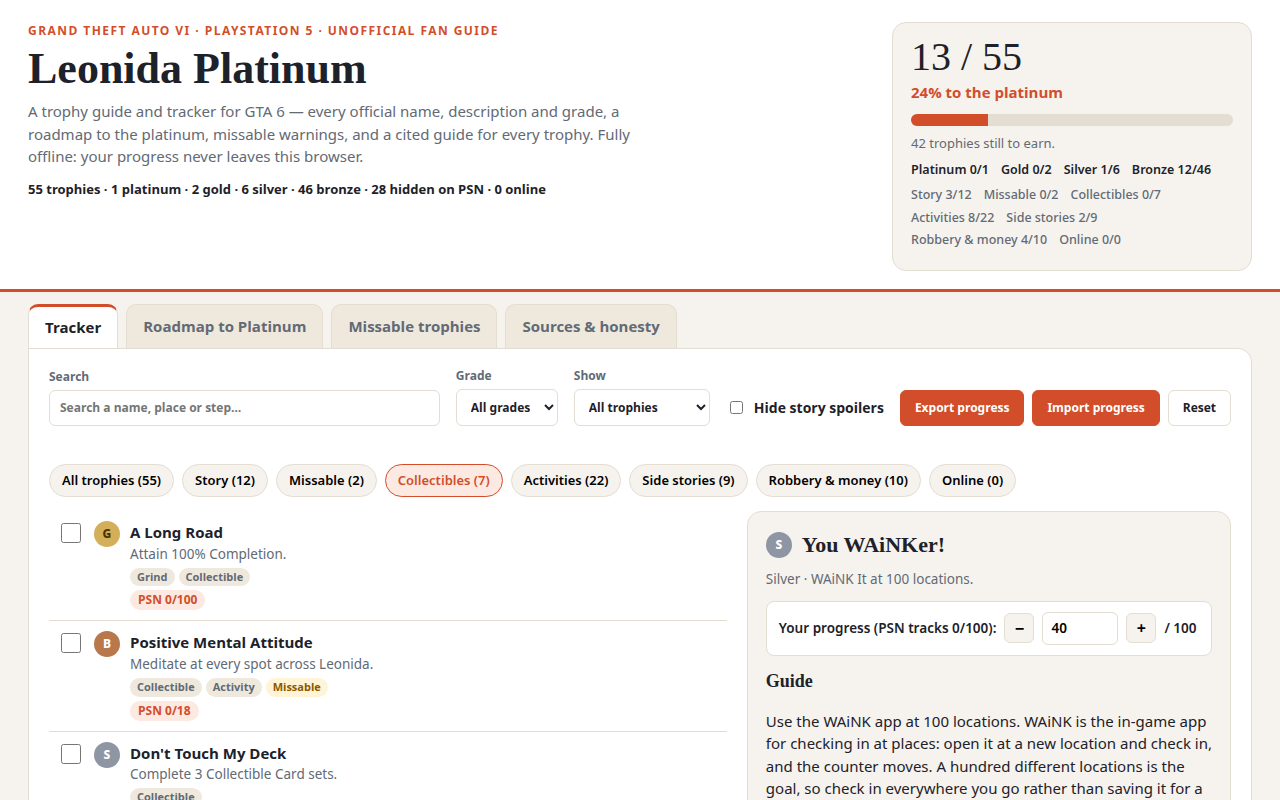 GRAND THEFT AUTO VI · PLAYSTATION 5 · UNOFFICIAL FAN GUIDE
Leonida Platinum
A trophy guide and tracker for GTA 6 — every official name, description and grade, a
roadmap to the platinum, missable warnings, and a cited guide for every trophy. Fully
offline: your progress never leaves this browser.
55 trophies · 1 platinum · 2 gold · 6 silver · 46 bronze · 28 hidden on PSN · 0 online
13 / 55
24% to the platinum
42 trophies still to earn.
Platinum 0/1 Gold 0/2 Silver 1/6 Bronze 12/46
Story 3/12 Missable 0/2 Collectibles 0/7
Activities 8/22 Side stories 2/9
Robbery & money 4/10 Online 0/0
Tracker Roadmap to Platinum Missable trophies Sources & honesty
Search Grade Show
Search a name, place or step... All grades All trophies Hide story spoilers Export progress Import progress Reset
All trophies (55) Story (12) Missable (2) Collectibles (7) Activities (22) Side stories (9) Robbery & money (10) Online (0)
G A Long Road
Attain 100% Completion.
Grind Collectible
PSN 0/100
B Positive Mental Attitude
Meditate at every spot across Leonida.
Collectible Activity Missable
PSN 0/18
S Don't Touch My Deck
Complete 3 Collectible Card sets.
Collectible
S You WAiNKer!
Silver · WAiNK It at 100 locations.
Your progress (PSN tracks 0/100): − 40 + / 100
Guide
Use the WAiNK app at 100 locations. WAiNK is the in-game app
for checking in at places: open it at a new location and check in,
and the counter moves. A hundred different locations is the
goal, so check in everywhere you go rather than saving it for a